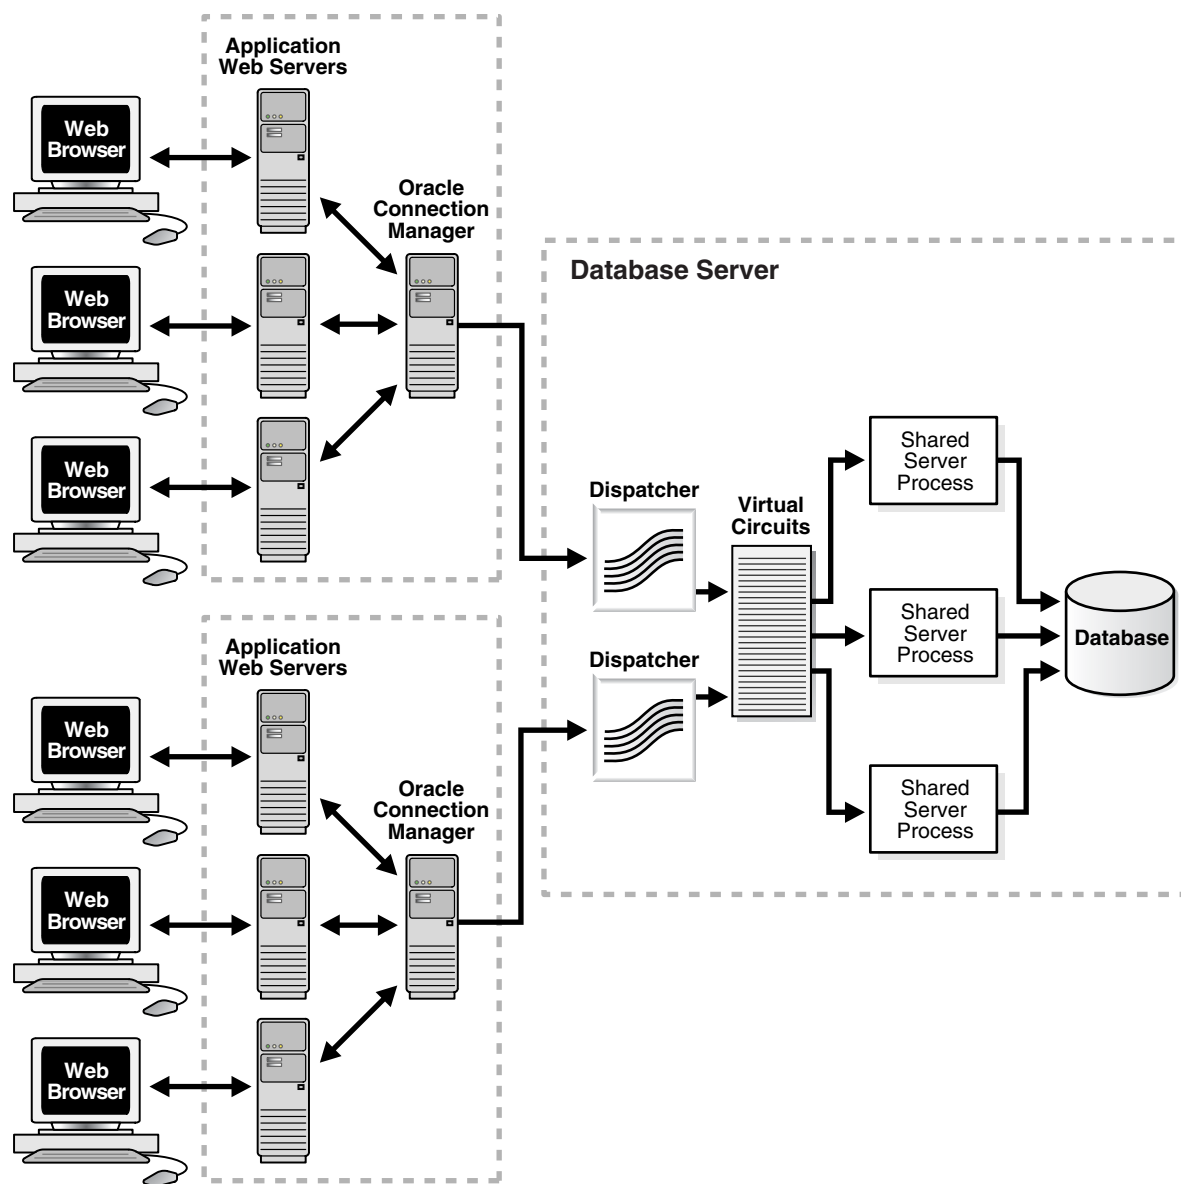 Application
Web Servers
Web
Browser
Oracle
Connection
Manager
Web
Browser
Web
Browser
Database Server
Shared
Server
Process
Dispatcher
Virtual
Circuits
Shared
Server
Process
Database
Dispatcher
Shared
Server
Process
Application
Web Servers
Web
Browser
Oracle
Connection
Manager
Web
Browser
Web
Browser